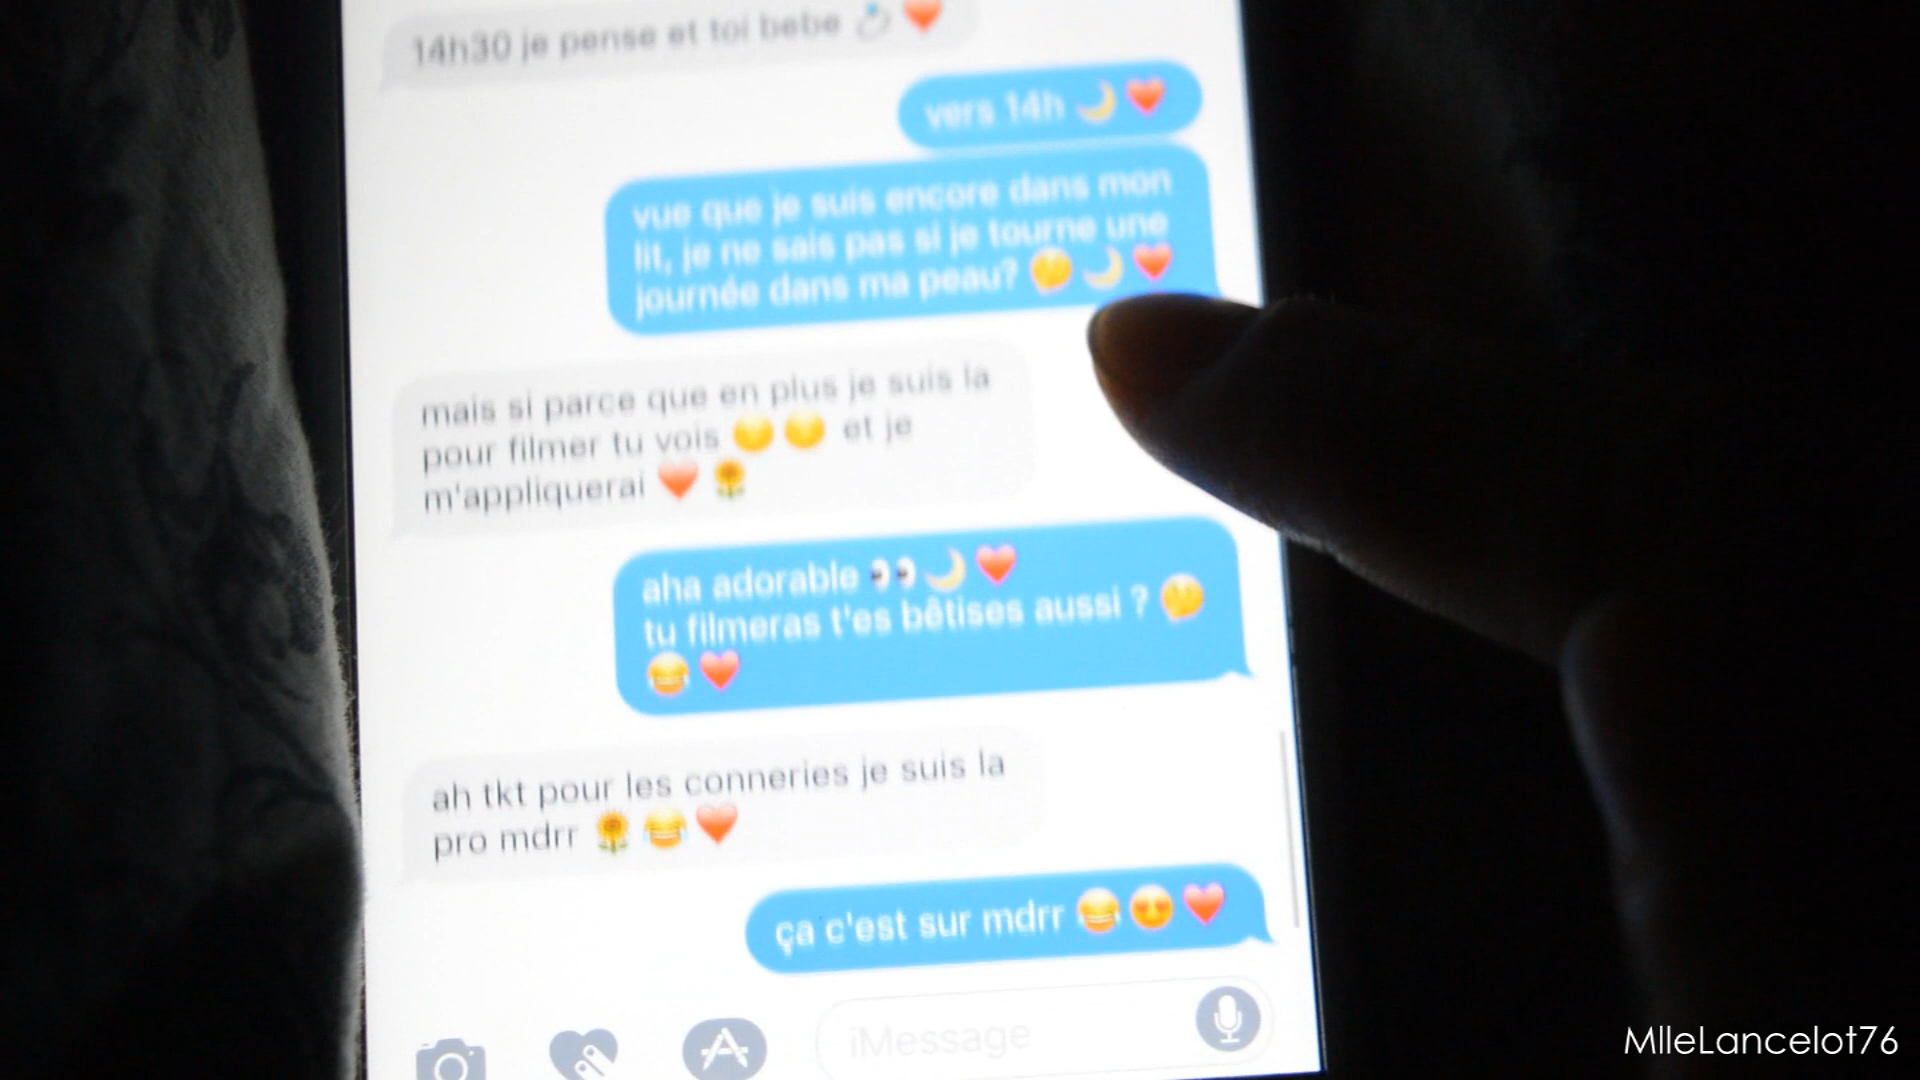 14h30 je pense et toi bebe 💍 ❤️
vers 14h 🌙 ❤️
vue que je suis encore dans mon
lit, je ne sais pas si je tourne une
journée dans ma peau? 🤔 🌙 ❤️
mais si parce que en plus je suis la
pour filmer tu vois 😏 😏 et je
m'appliquerai ❤️ 🌻
aha adorable 👀 🌙 ❤️
tu filmeras t'es bêtises aussi ? 🤔
😂 ❤️
ah tkt pour les conneries je suis la
pro mdrr 🌻 😂 ❤️
ça c'est sur mdrr 😂 😍 ❤️
iMessage
MlleLancelot76